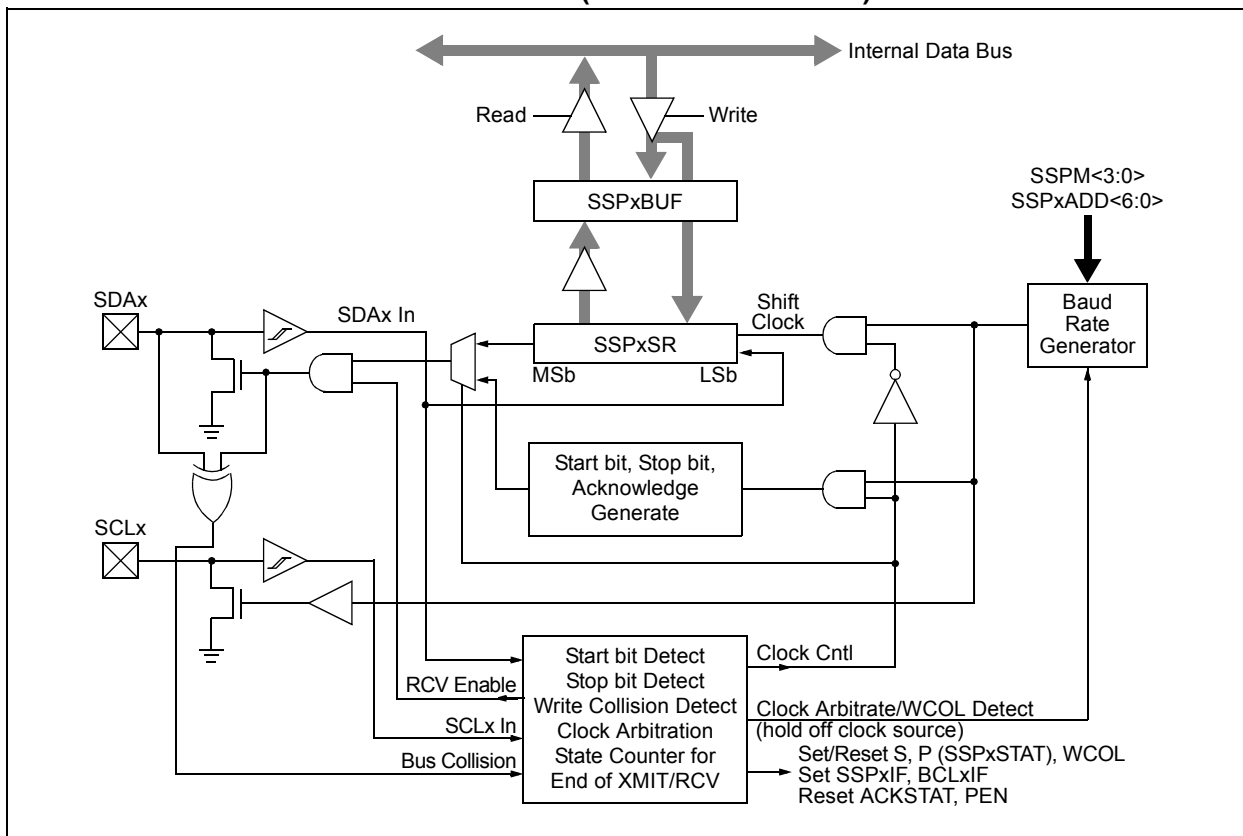 Internal Data Bus
Read
Write
SSPM<3:0>
SSPxADD<6:0>
SSPxBUF
SDAx
SDAx In
Shift
Clock
Baud
Rate
Generator
SSPxSR
MSb
LSb
Start bit, Stop bit,
Acknowledge
Generate
SCLx
Start bit Detect
Stop bit Detect
Write Collision Detect
Clock Arbitration
State Counter for
End of XMIT/RCV
RCV Enable
SCLx In
Bus Collision
Clock Cntl
Clock Arbitrate/WCOL Detect
(hold off clock source)
Set/Reset S, P (SSPxSTAT), WCOL
Set SSPxIF, BCLxIF
Reset ACKSTAT, PEN